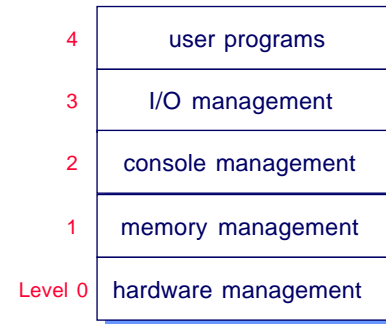 4 user programs
3 I/O management
2 console management
1 memory management
Level 0 hardware management